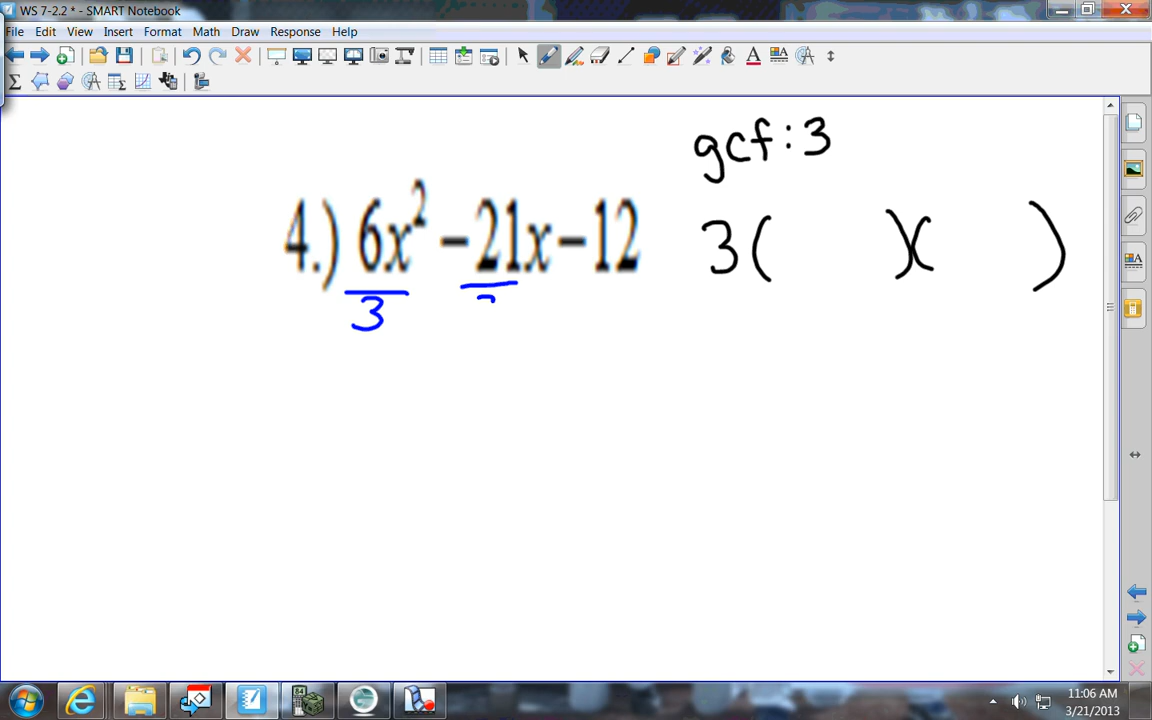 WS 7-2.2 * - SMART Notebook
File Edit View Insert Format Math Draw Response Help
gcf:3
4.) 6x² -21x-12 3( )( )
3
11:06 AM
3/21/2013